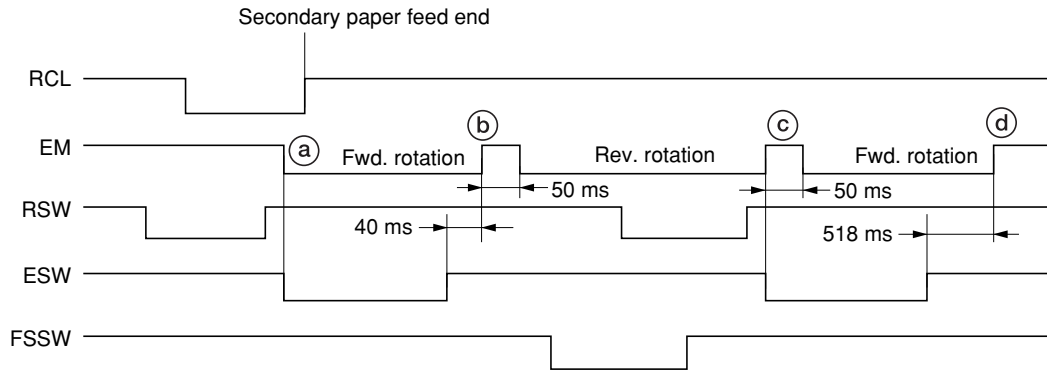 Secondary paper feed end
RCL
EM
a
b
c
d
Fwd. rotation
Rev. rotation
Fwd. rotation
50 ms
50 ms
RSW
40 ms
518 ms
ESW
FSSW